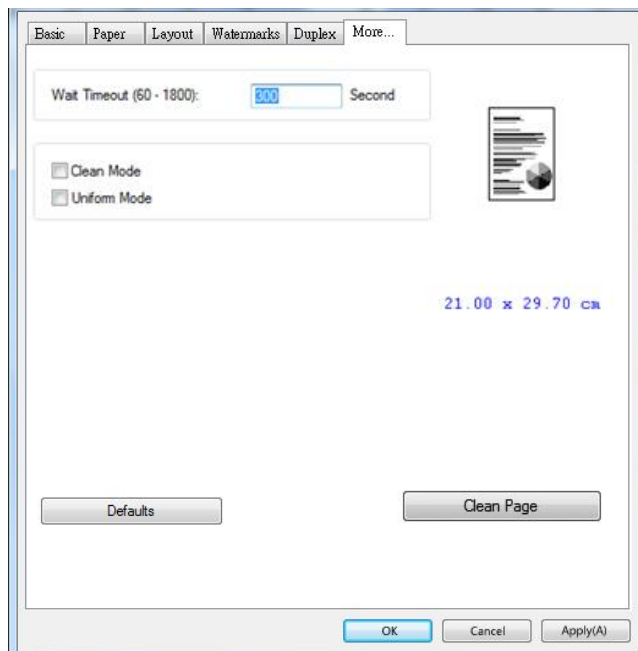 Basic Paper Layout Watermarks Duplex More...
Wait Timeout (60 - 1800): 300 Second
Clean Mode
Uniform Mode
21.00 x 29.70 cm
Defaults Clean Page
OK Cancel Apply(A)